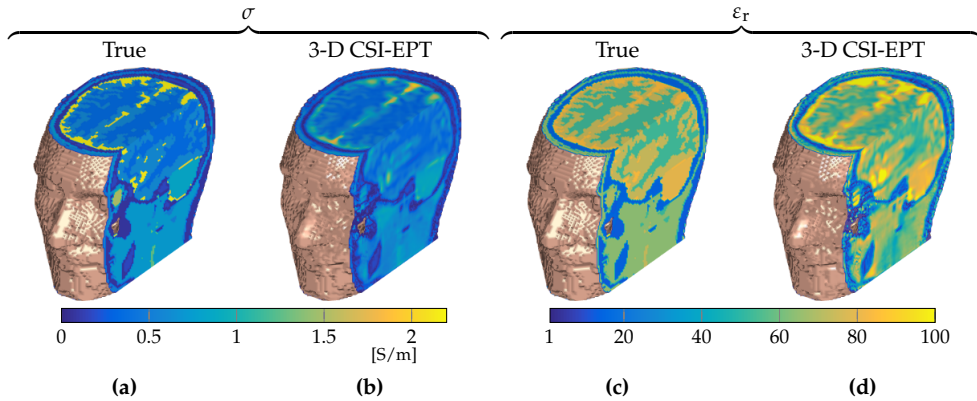 σ
εr
True
3-D CSI-EPT
True
3-D CSI-EPT
0 0.5 1 1.5 2
[S/m]
1 20 40 60 80 100
(a) (b) (c) (d)